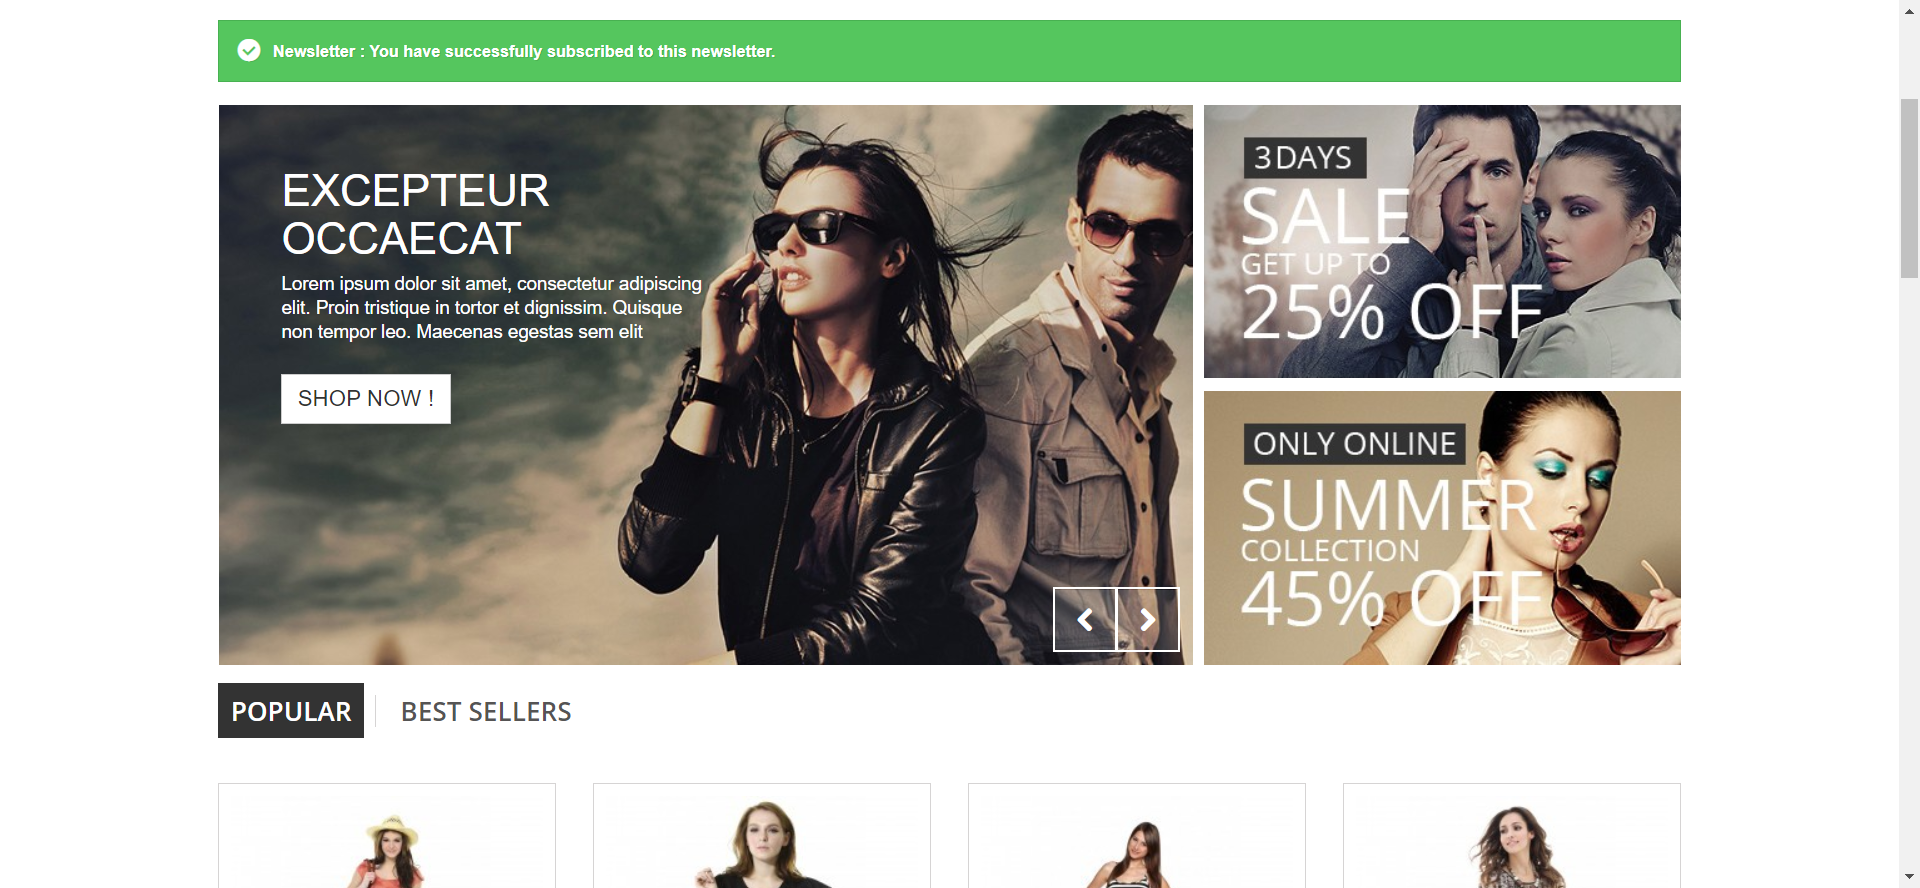 Newsletter : You have successfully subscribed to this newsletter.
EXCEPTEUR
OCCAECAT
Lorem ipsum dolor sit amet, consectetur adipiscing
elit. Proin tristique in tortor et dignissim. Quisque
non tempor leo. Maecenas egestas sem elit
SHOP NOW !
3 DAYS
SALE
GET UP TO
25% OFF
ONLY ONLINE
SUMMER
COLLECTION
45% OFF
POPULAR
BEST SELLERS